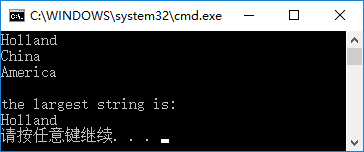 C:\WINDOWS\system32\cmd.exe
Holland
China
America
the largest string is:
Holland
请按任意键继续. . .